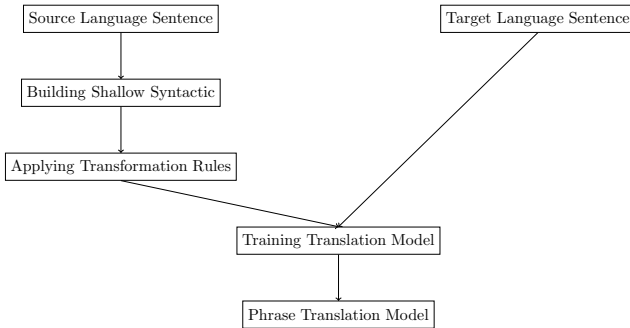 Source Language Sentence
Target Language Sentence
Building Shallow Syntactic
Applying Transformation Rules
Training Translation Model
Phrase Translation Model